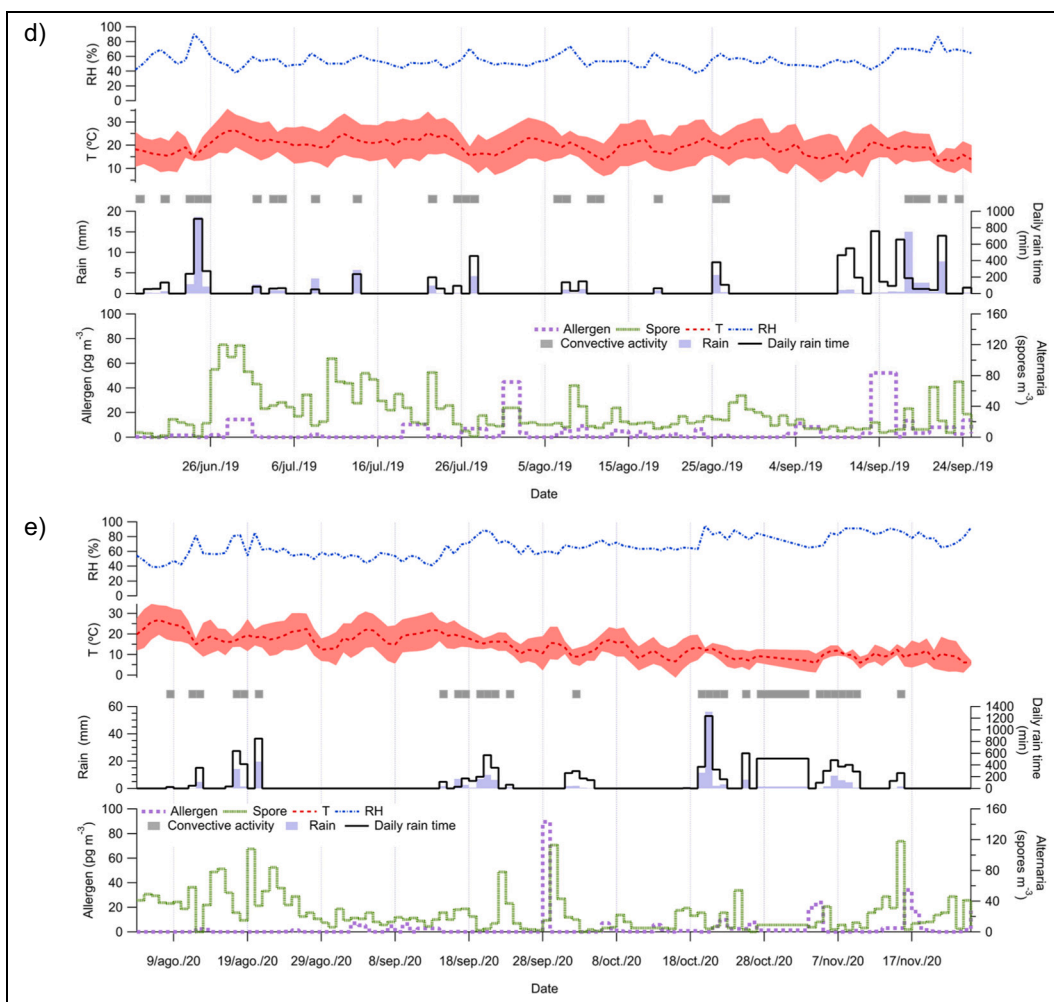 d)
RH (%)
100
80
60
40
20
0
T (ºC)
30
20
10
Rain (mm)
20
15
10
5
0
Daily rain time
(min)
1000
800
600
400
200
0
Allergen (pg m⁻³)
100
80
60
40
20
0
Allergen Spore T RH
Convective activity Rain Daily rain time
Alternaria
(spores m⁻³)
160
120
80
40
0
26/jun./19 6/jul./19 16/jul./19 26/jul./19 5/ago./19 15/ago./19 25/ago./19 4/sep./19 14/sep./19 24/sep./19
Date
e)
RH (%)
100
80
60
40
20
0
T (ºC)
30
20
10
0
Rain (mm)
60
40
20
0
Daily rain time
(min)
1400
1200
1000
800
600
400
200
0
Allergen Spore T RH
Convective activity Rain Daily rain time
Allergen (pg m⁻³)
100
80
60
40
20
0
Alternaria
(spores m⁻³)
160
120
80
40
0
9/ago./20 19/ago./20 29/ago./20 8/sep./20 18/sep./20 28/sep./20 8/oct./20 18/oct./20 28/oct./20 7/nov./20 17/nov./20
Date